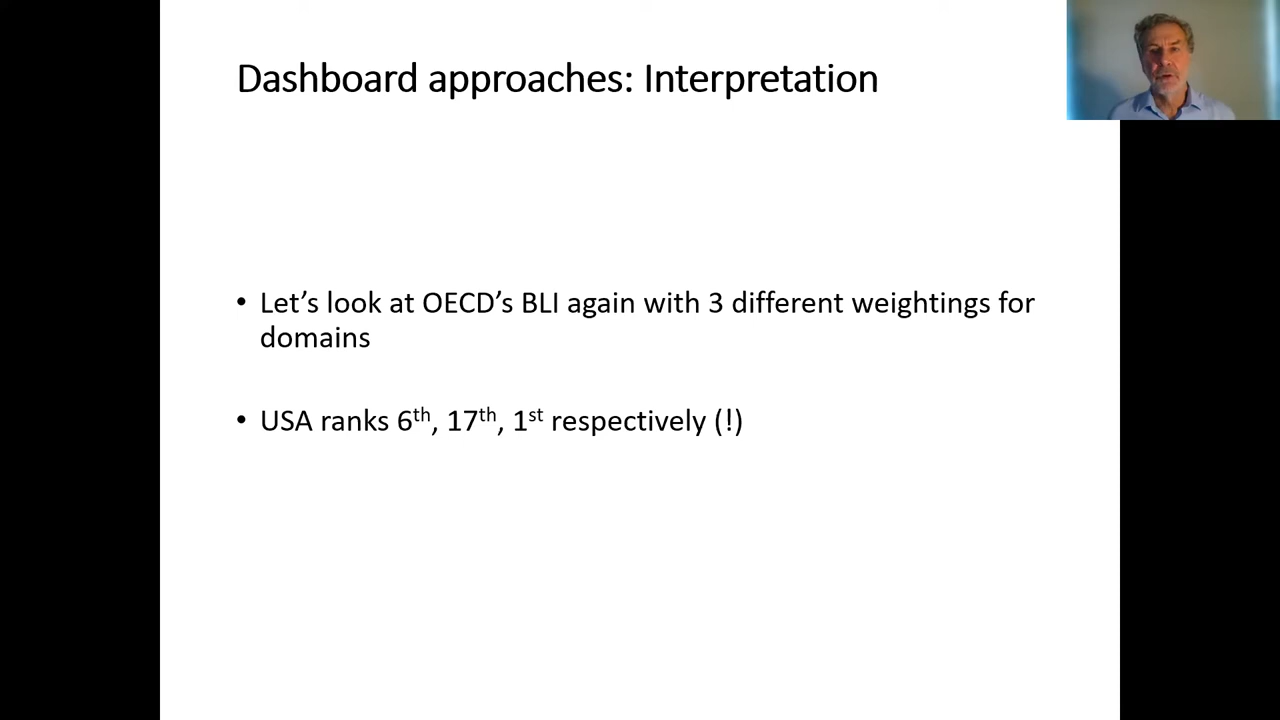 Dashboard approaches: Interpretation
• Let’s look at OECD’s BLI again with 3 different weightings for
domains
• USA ranks 6th, 17th, 1st respectively (!)